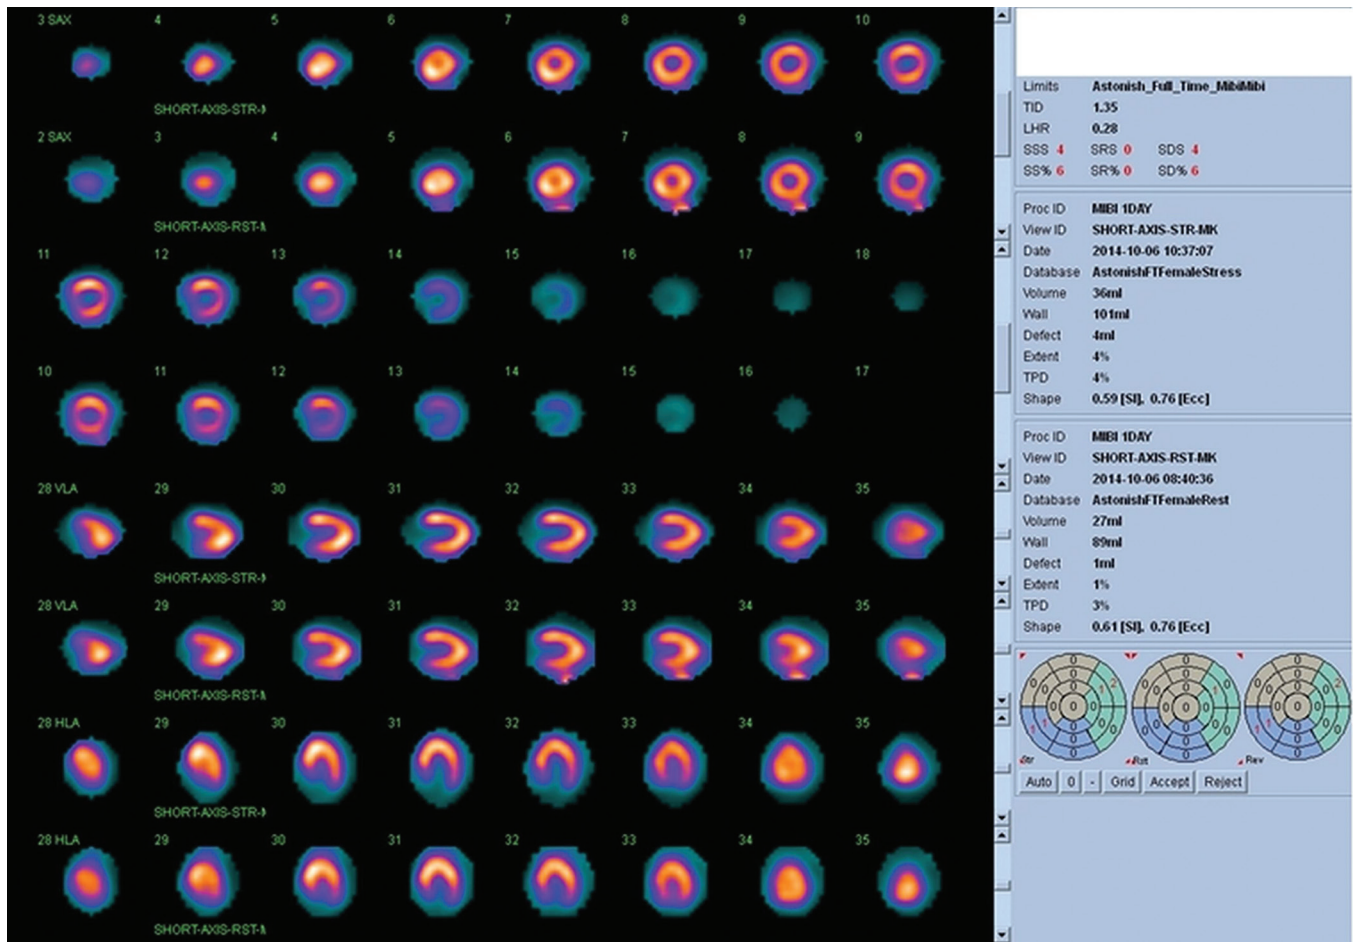 3 SAX 4 5 6 7 8 9 10
SHORT-AXIS-STR-M
2 SAX 3 4 5 6 7 8 9
SHORT-AXIS-RST-M
11 12 13 14 15 16 17 18
10 11 12 13 14 15 16 17
28 VLA 29 30 31 32 33 34 35
SHORT-AXIS-STR-M
28 VLA 29 30 31 32 33 34 35
SHORT-AXIS-RST-M
28 HLA 29 30 31 32 33 34 35
SHORT-AXIS-STR-M
28 HLA 29 30 31 32 33 34 35
SHORT-AXIS-RST-M
Limits Astonish_Full_Time_MibiMibi
TID 1.35
LHR 0.28
SSS 4 SRS 0 SDS 4
SS% 6 SR% 0 SD% 6
Proc ID MIBI 1DAY
View ID SHORT-AXIS-STR-MK
Date 2014-10-06 10:37:07
Database AstonishFTFemaleStress
Volume 36ml
Wall 101ml
Defect 4ml
Extent 4%
TPD 4%
Shape 0.59 [SI], 0.76 [Ecc]
Proc ID MIBI 1DAY
View ID SHORT-AXIS-RST-MK
Date 2014-10-06 08:40:36
Database AstonishFTFemaleRest
Volume 27ml
Wall 89ml
Defect 1ml
Extent 1%
TPD 3%
Shape 0.61 [SI], 0.76 [Ecc]
Str Rst Rev
Auto 0 - Grid Accept Reject